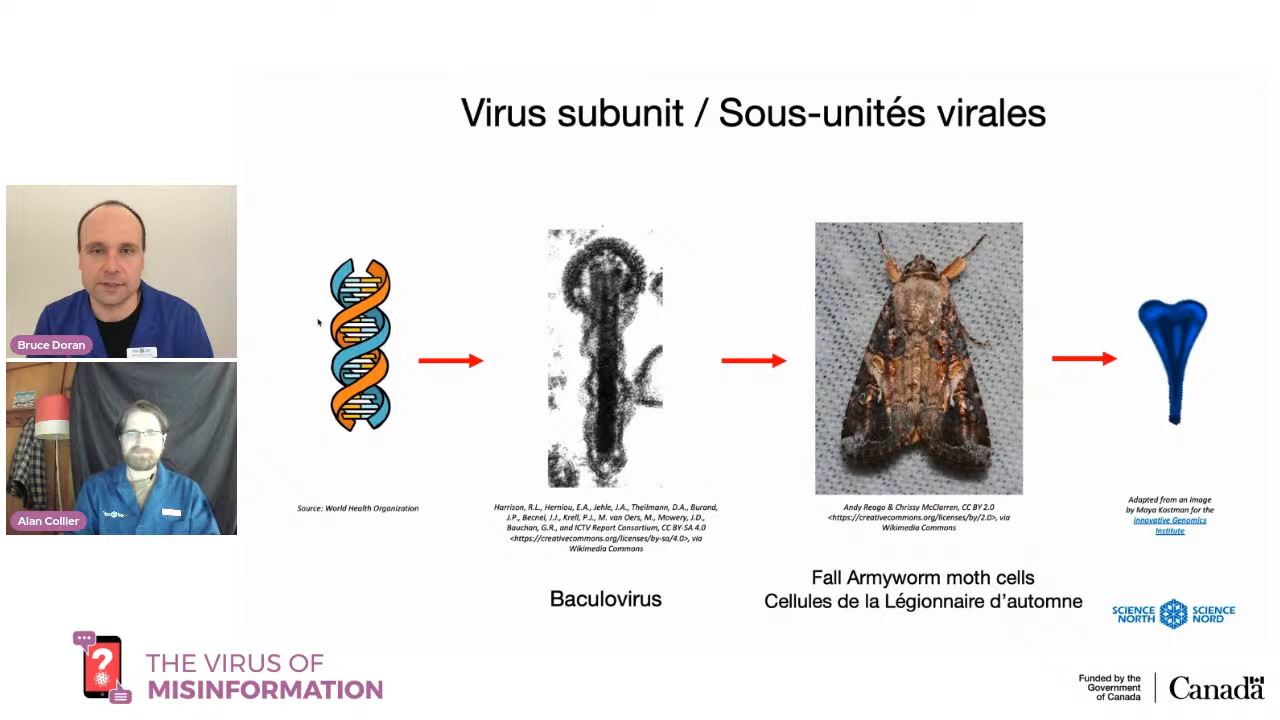 Virus subunit / Sous-unités virales
Bruce Doran
Alan Collier
Source: World Health Organization
Harrison, R.L., Herniou, E.A., Jehle, J.A., Theilmann, D.A., Burand,
J.P., Becnel, J.J., Krell, P.J., M. van Oers, M., Mowery, J.D.,
Bauchan, G.R., and ICTV Report Consortium, CC BY-SA 4.0
<https://creativecommons.org/licenses/by-sa/4.0>, via
Wikimedia Commons
Andy Reago & Chrissy McClarren, CC BY 2.0
<https://creativecommons.org/licenses/by/2.0>, via
Wikimedia Commons
Adapted from an Image
by Maya Kostman for the
Innovative Genomics
Institute
Baculovirus
Fall Armyworm moth cells
Cellules de la Légionnaire d'automne
SCIENCE NORTH
SCIENCE NORD
?
THE VIRUS OF
MISINFORMATION
Funded by the
Government
of Canada
Canada